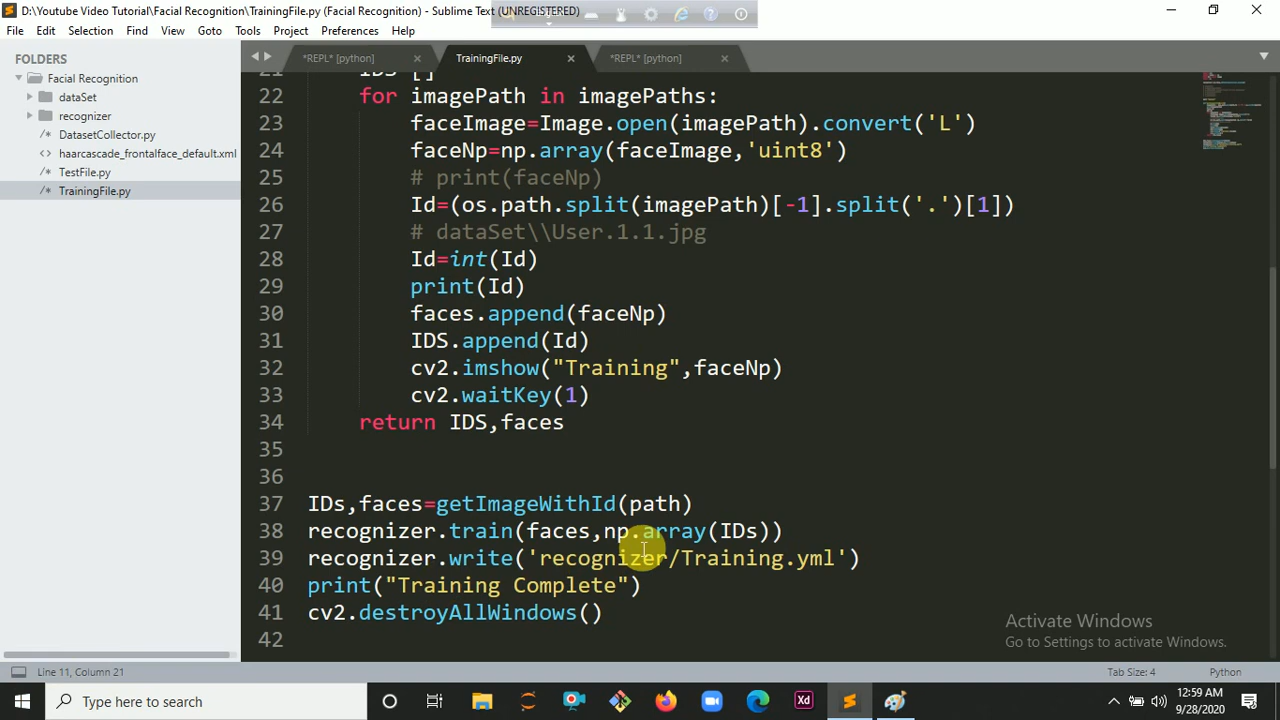 D:\Youtube Video Tutorial\Facial Recognition\TrainingFile.py (Facial Recognition) - Sublime Text (UNREGISTERED)
File Edit Selection Find View Goto Tools Project Preferences Help
FOLDERS
Facial Recognition
dataSet
recognizer
DatasetCollector.py
haarcascade_frontalface_default.xml
TestFile.py
TrainingFile.py
*REPL* [python] TrainingFile.py *REPL* [python]
22 for imagePath in imagePaths:
23 faceImage=Image.open(imagePath).convert('L')
24 faceNp=np.array(faceImage,'uint8')
25 # print(faceNp)
26 Id=(os.path.split(imagePath)[-1].split('.')[1])
27 # dataSet\\User.1.1.jpg
28 Id=int(Id)
29 print(Id)
30 faces.append(faceNp)
31 IDS.append(Id)
32 cv2.imshow("Training",faceNp)
33 cv2.waitKey(1)
34 return IDS,faces
35
36
37 IDs,faces=getImageWithId(path)
38 recognizer.train(faces,np.array(IDs))
39 recognizer.write('recognizer/Training.yml')
40 print("Training Complete")
41 cv2.destroyAllWindows()
42
Activate Windows
Go to Settings to activate Windows.
Line 11, Column 21 Tab Size: 4 Python
Type here to search
Xd
12:59 AM
9/28/2020